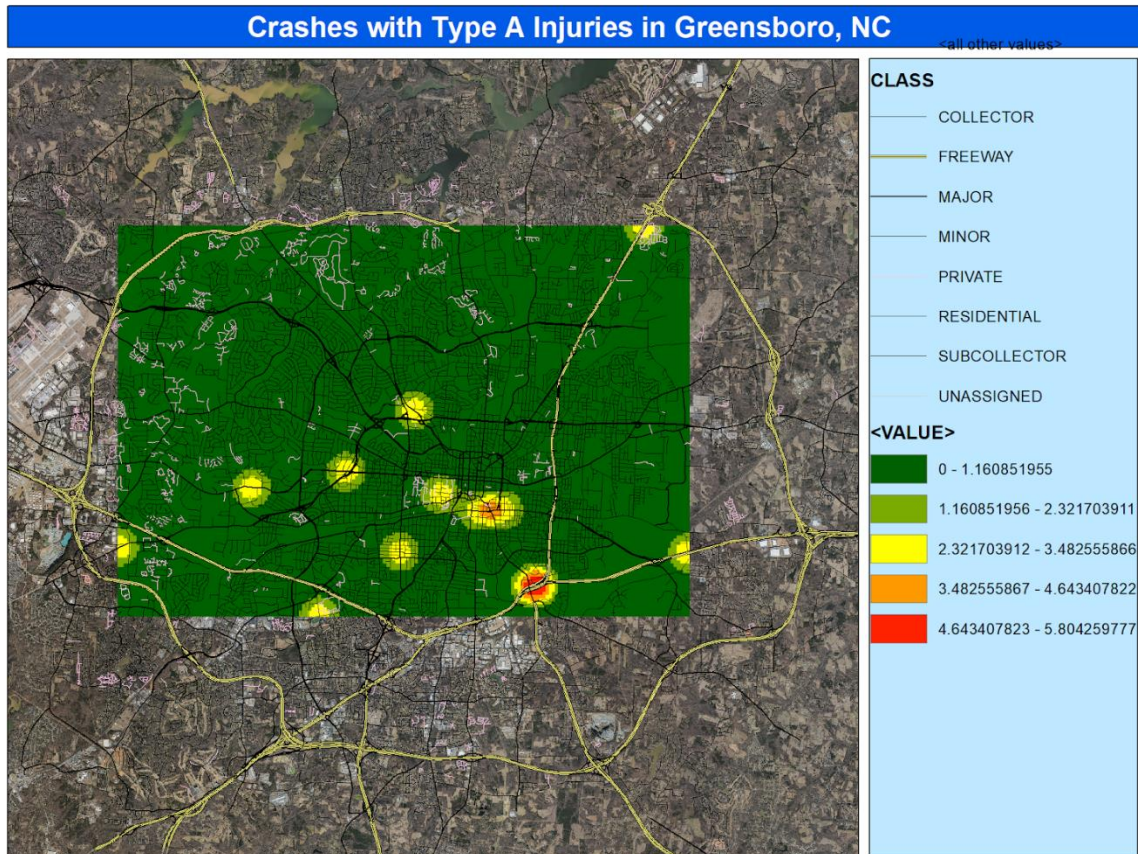 Crashes with Type A Injuries in Greensboro, NC
<all other values>
CLASS
COLLECTOR
FREEWAY
MAJOR
MINOR
PRIVATE
RESIDENTIAL
SUBCOLLECTOR
UNASSIGNED
<VALUE>
0 - 1.160851955
1.160851956 - 2.321703911
2.321703912 - 3.482555866
3.482555867 - 4.643407822
4.643407823 - 5.804259777